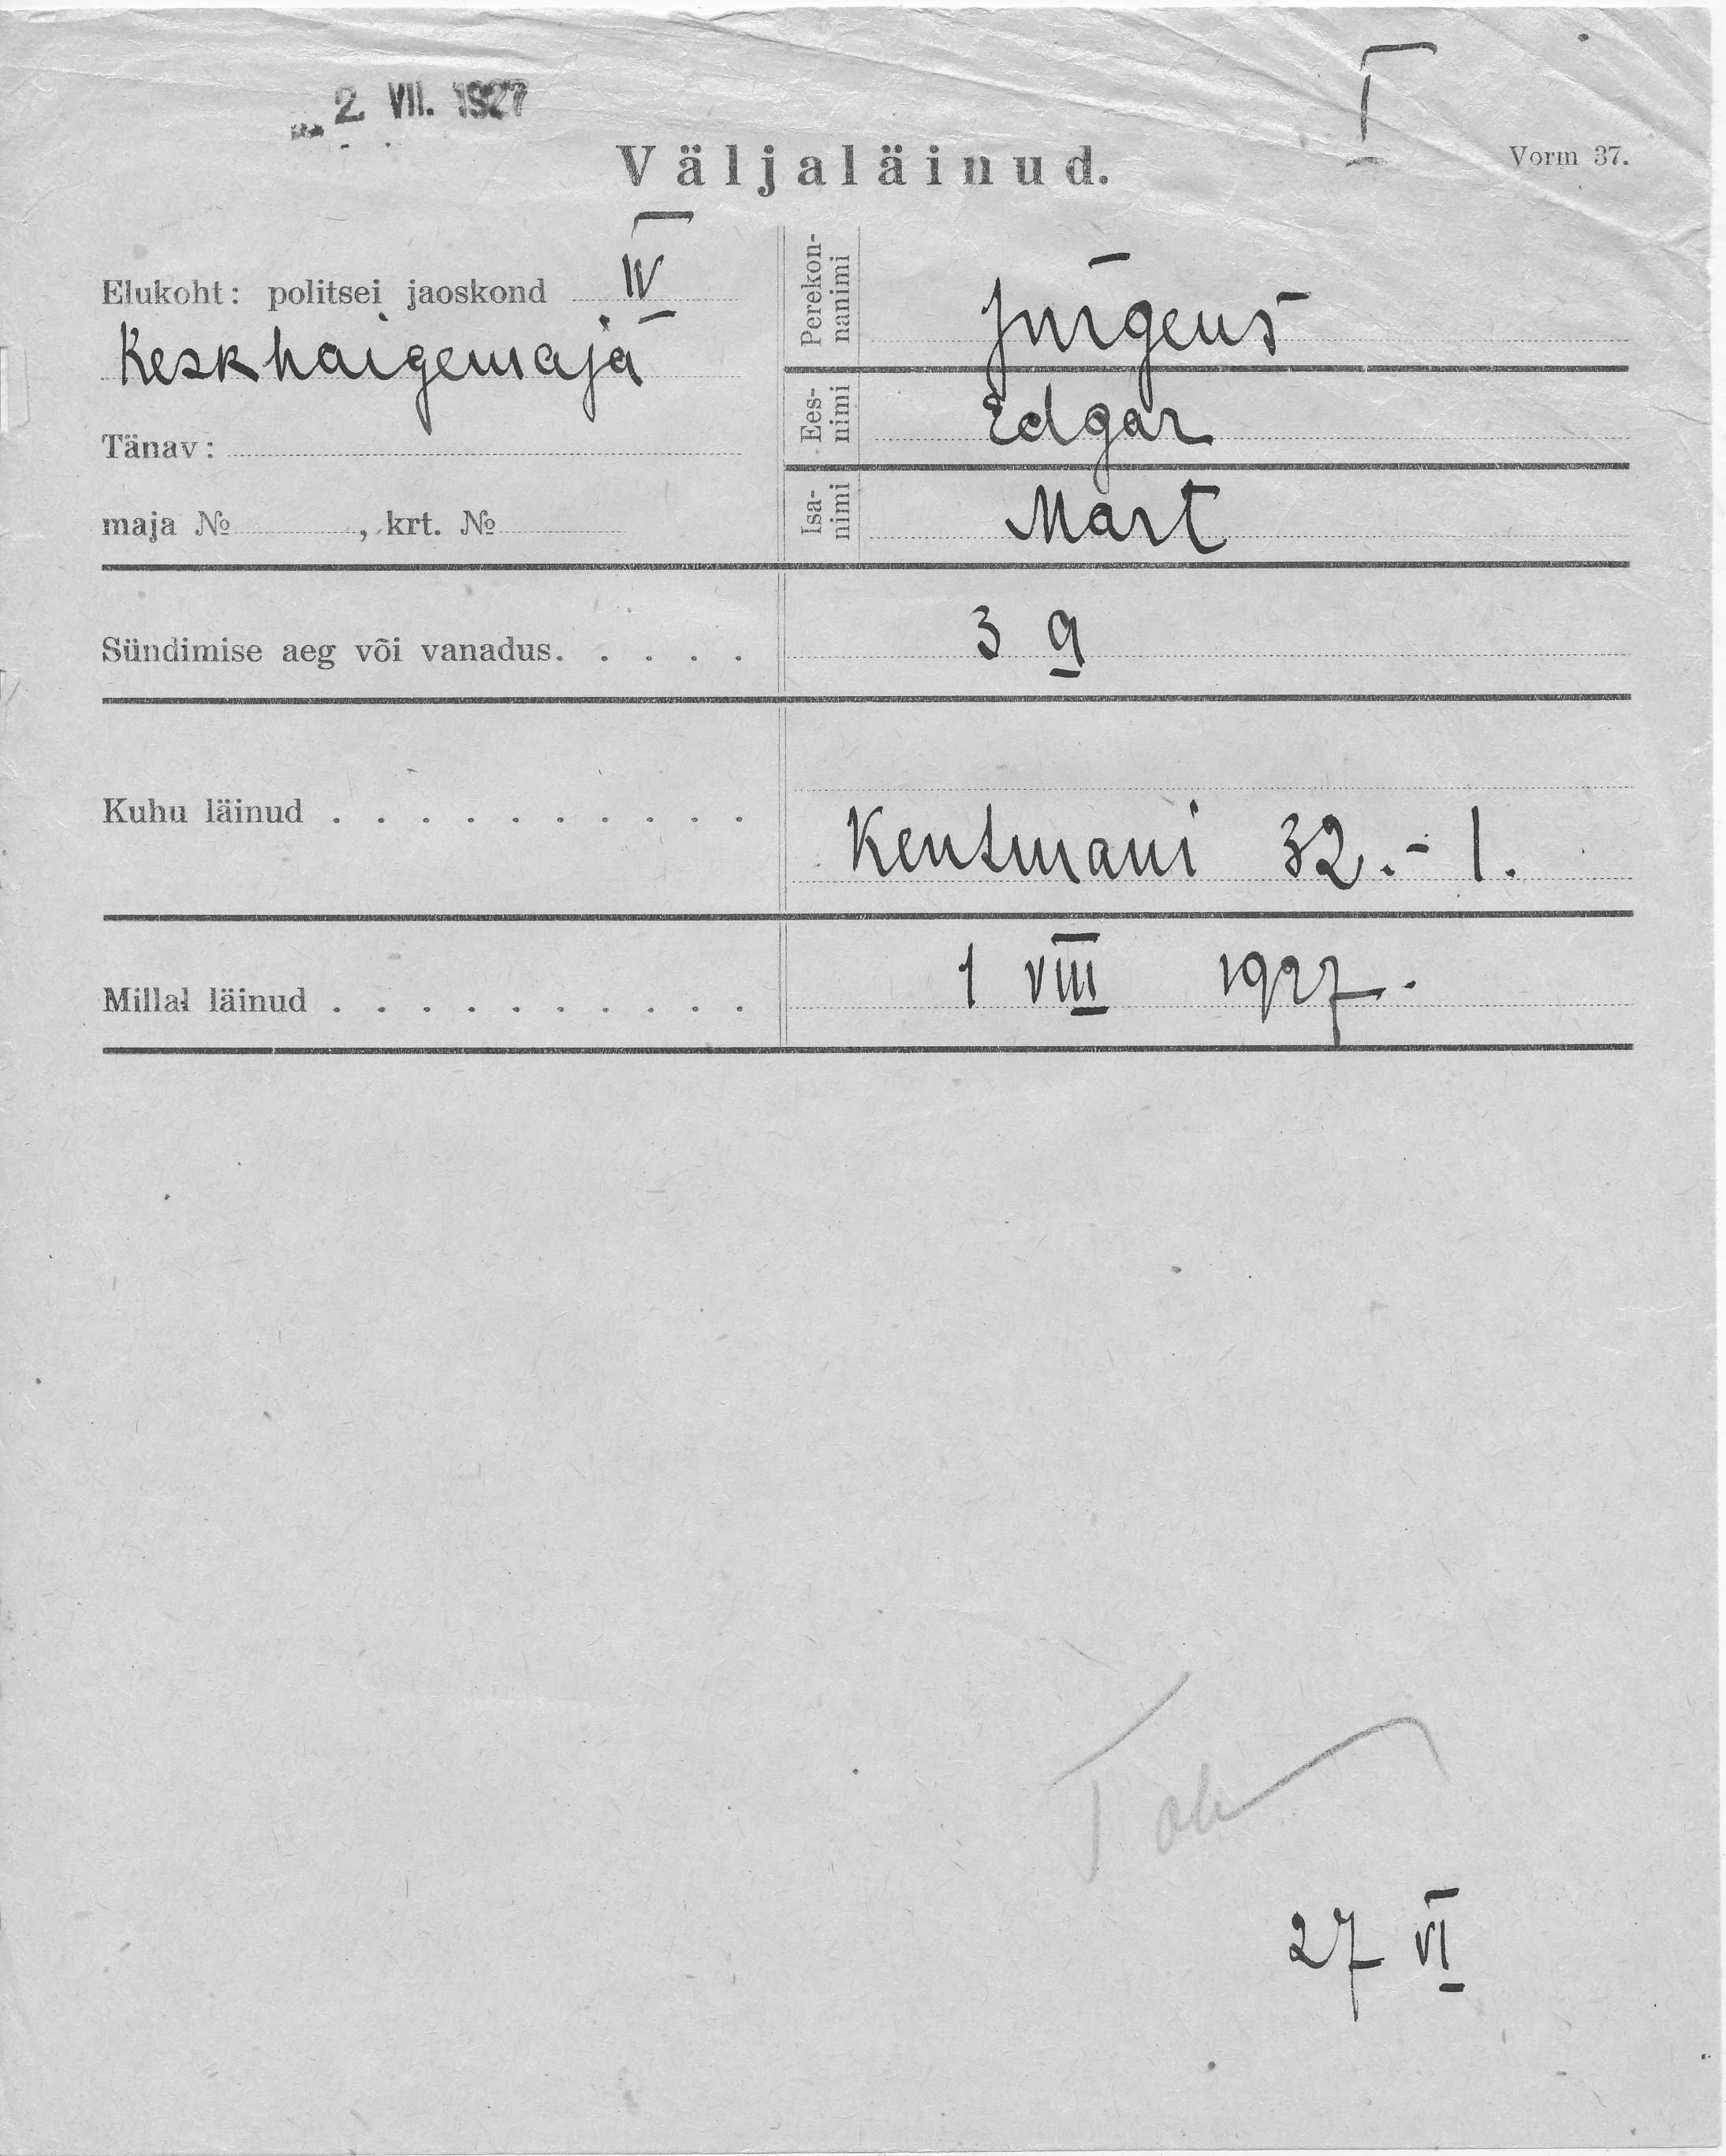 2. VII. 1927
I
Väljaläinud.
Vorm 37.
Elukoht: politsei jaoskond IV
Keskhaigemaja
Tänav:
maja № , krt. №
Perekonnanimi Jürgens
Eesnimi Edgar
Isanimi Mart
Sündimise aeg või vanadus. . . . . 3 a
Kuhu läinud . . . . . . . . . . Kentmani 32.-1.
Millal läinud . . . . . . . . . . 1 VIII 1927.
27 VI